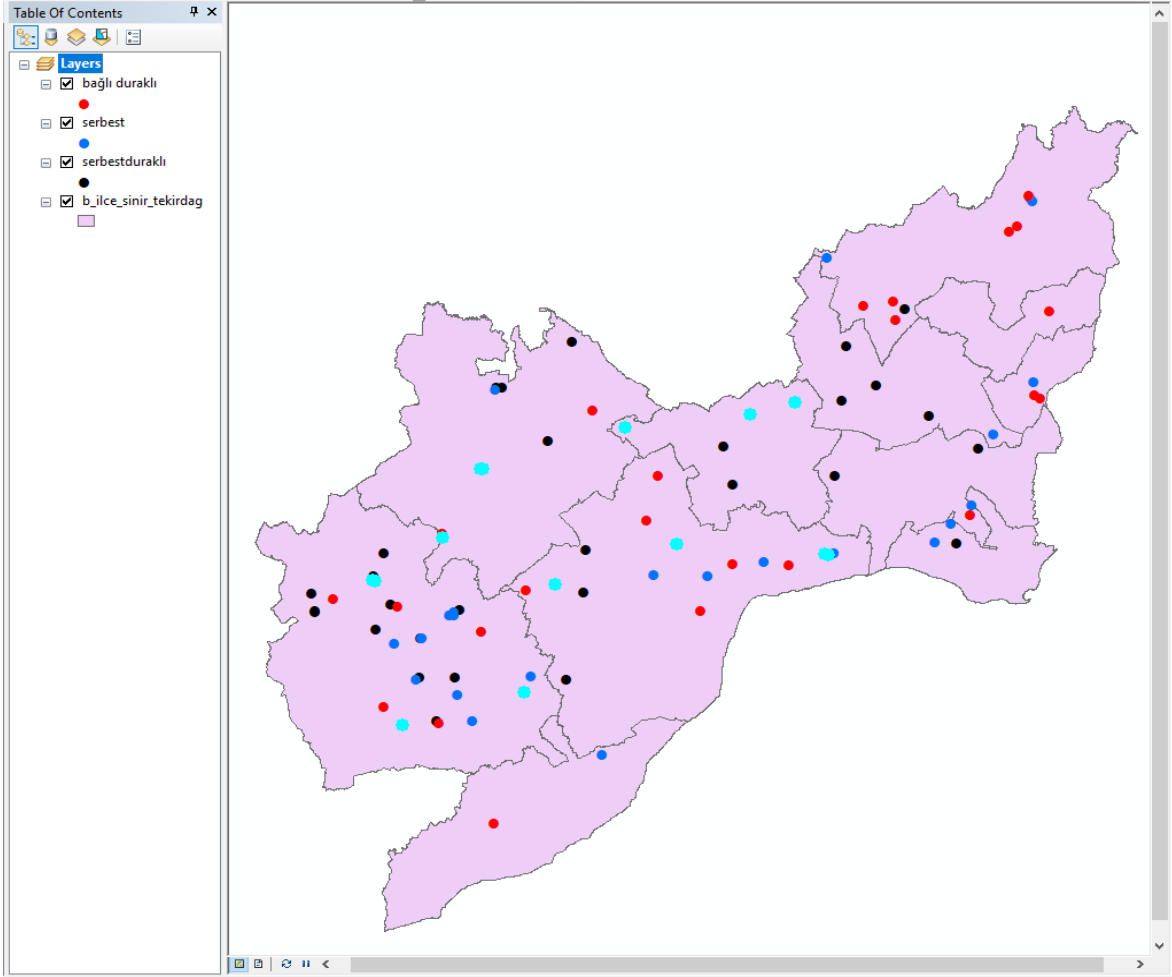 Table Of Contents
Layers
bağlı duraklı
serbest
serbestduraklı
b_ilce_sinir_tekirdag